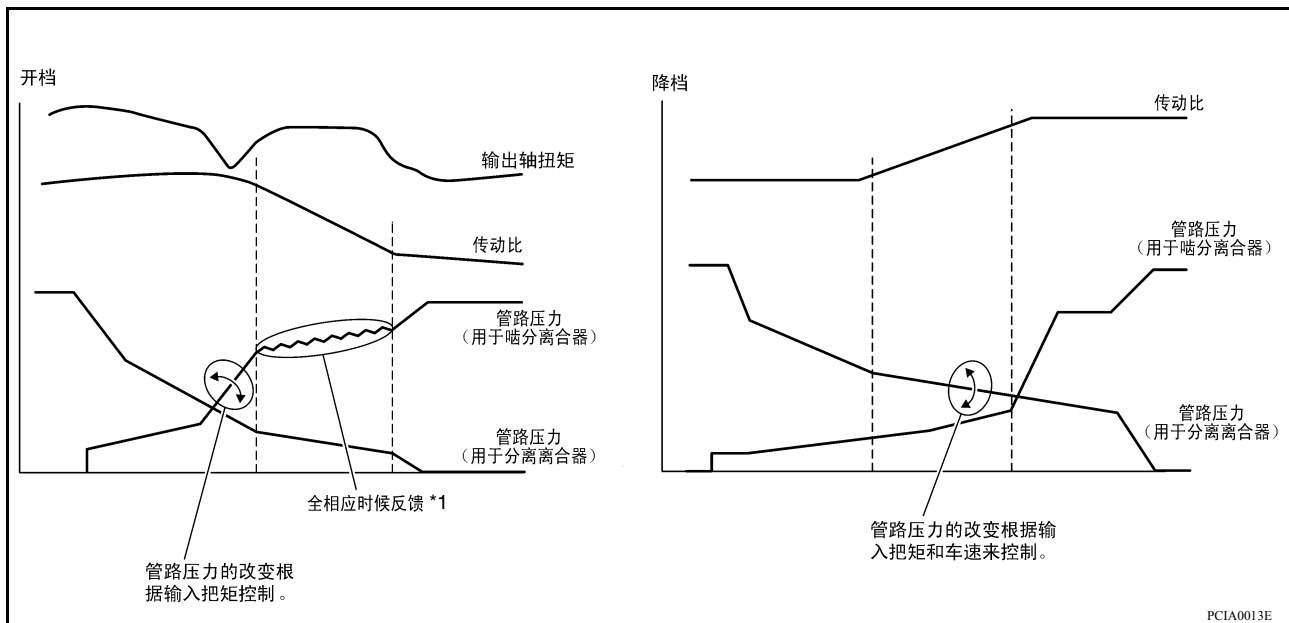 开档
输出轴扭矩
传动比
管路压力
（用于啮分离合器）
管路压力
（用于分离离合器）
全相应时候反馈 *1
管路压力的改变根
据输入把矩控制。
降档
传动比
管路压力
（用于啮分离合器）
管路压力
（用于分离离合器）
管路压力的改变根据输
入把矩和车速来控制。
PCIA0013E